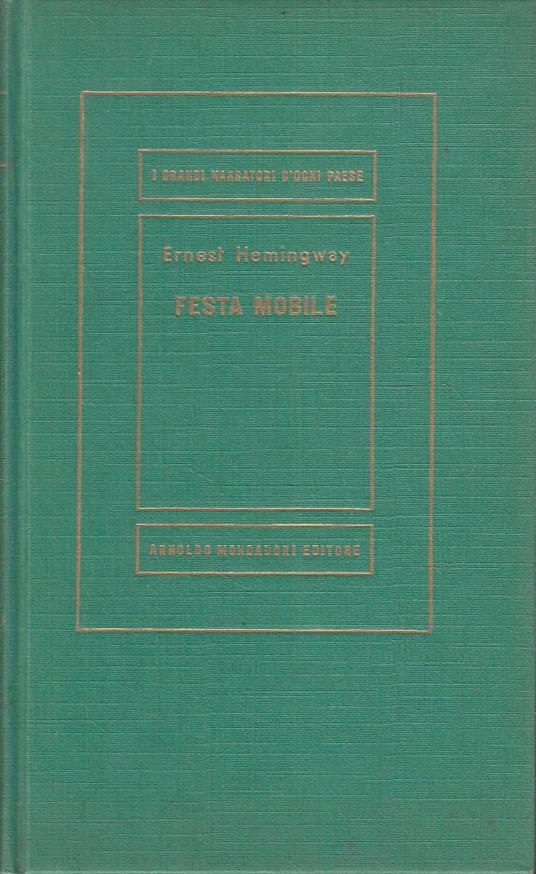 I GRANDI NARRATORI D'OGNI PAESE
Ernest Hemingway
FESTA MOBILE
ARNOLDO MONDADORI EDITORE